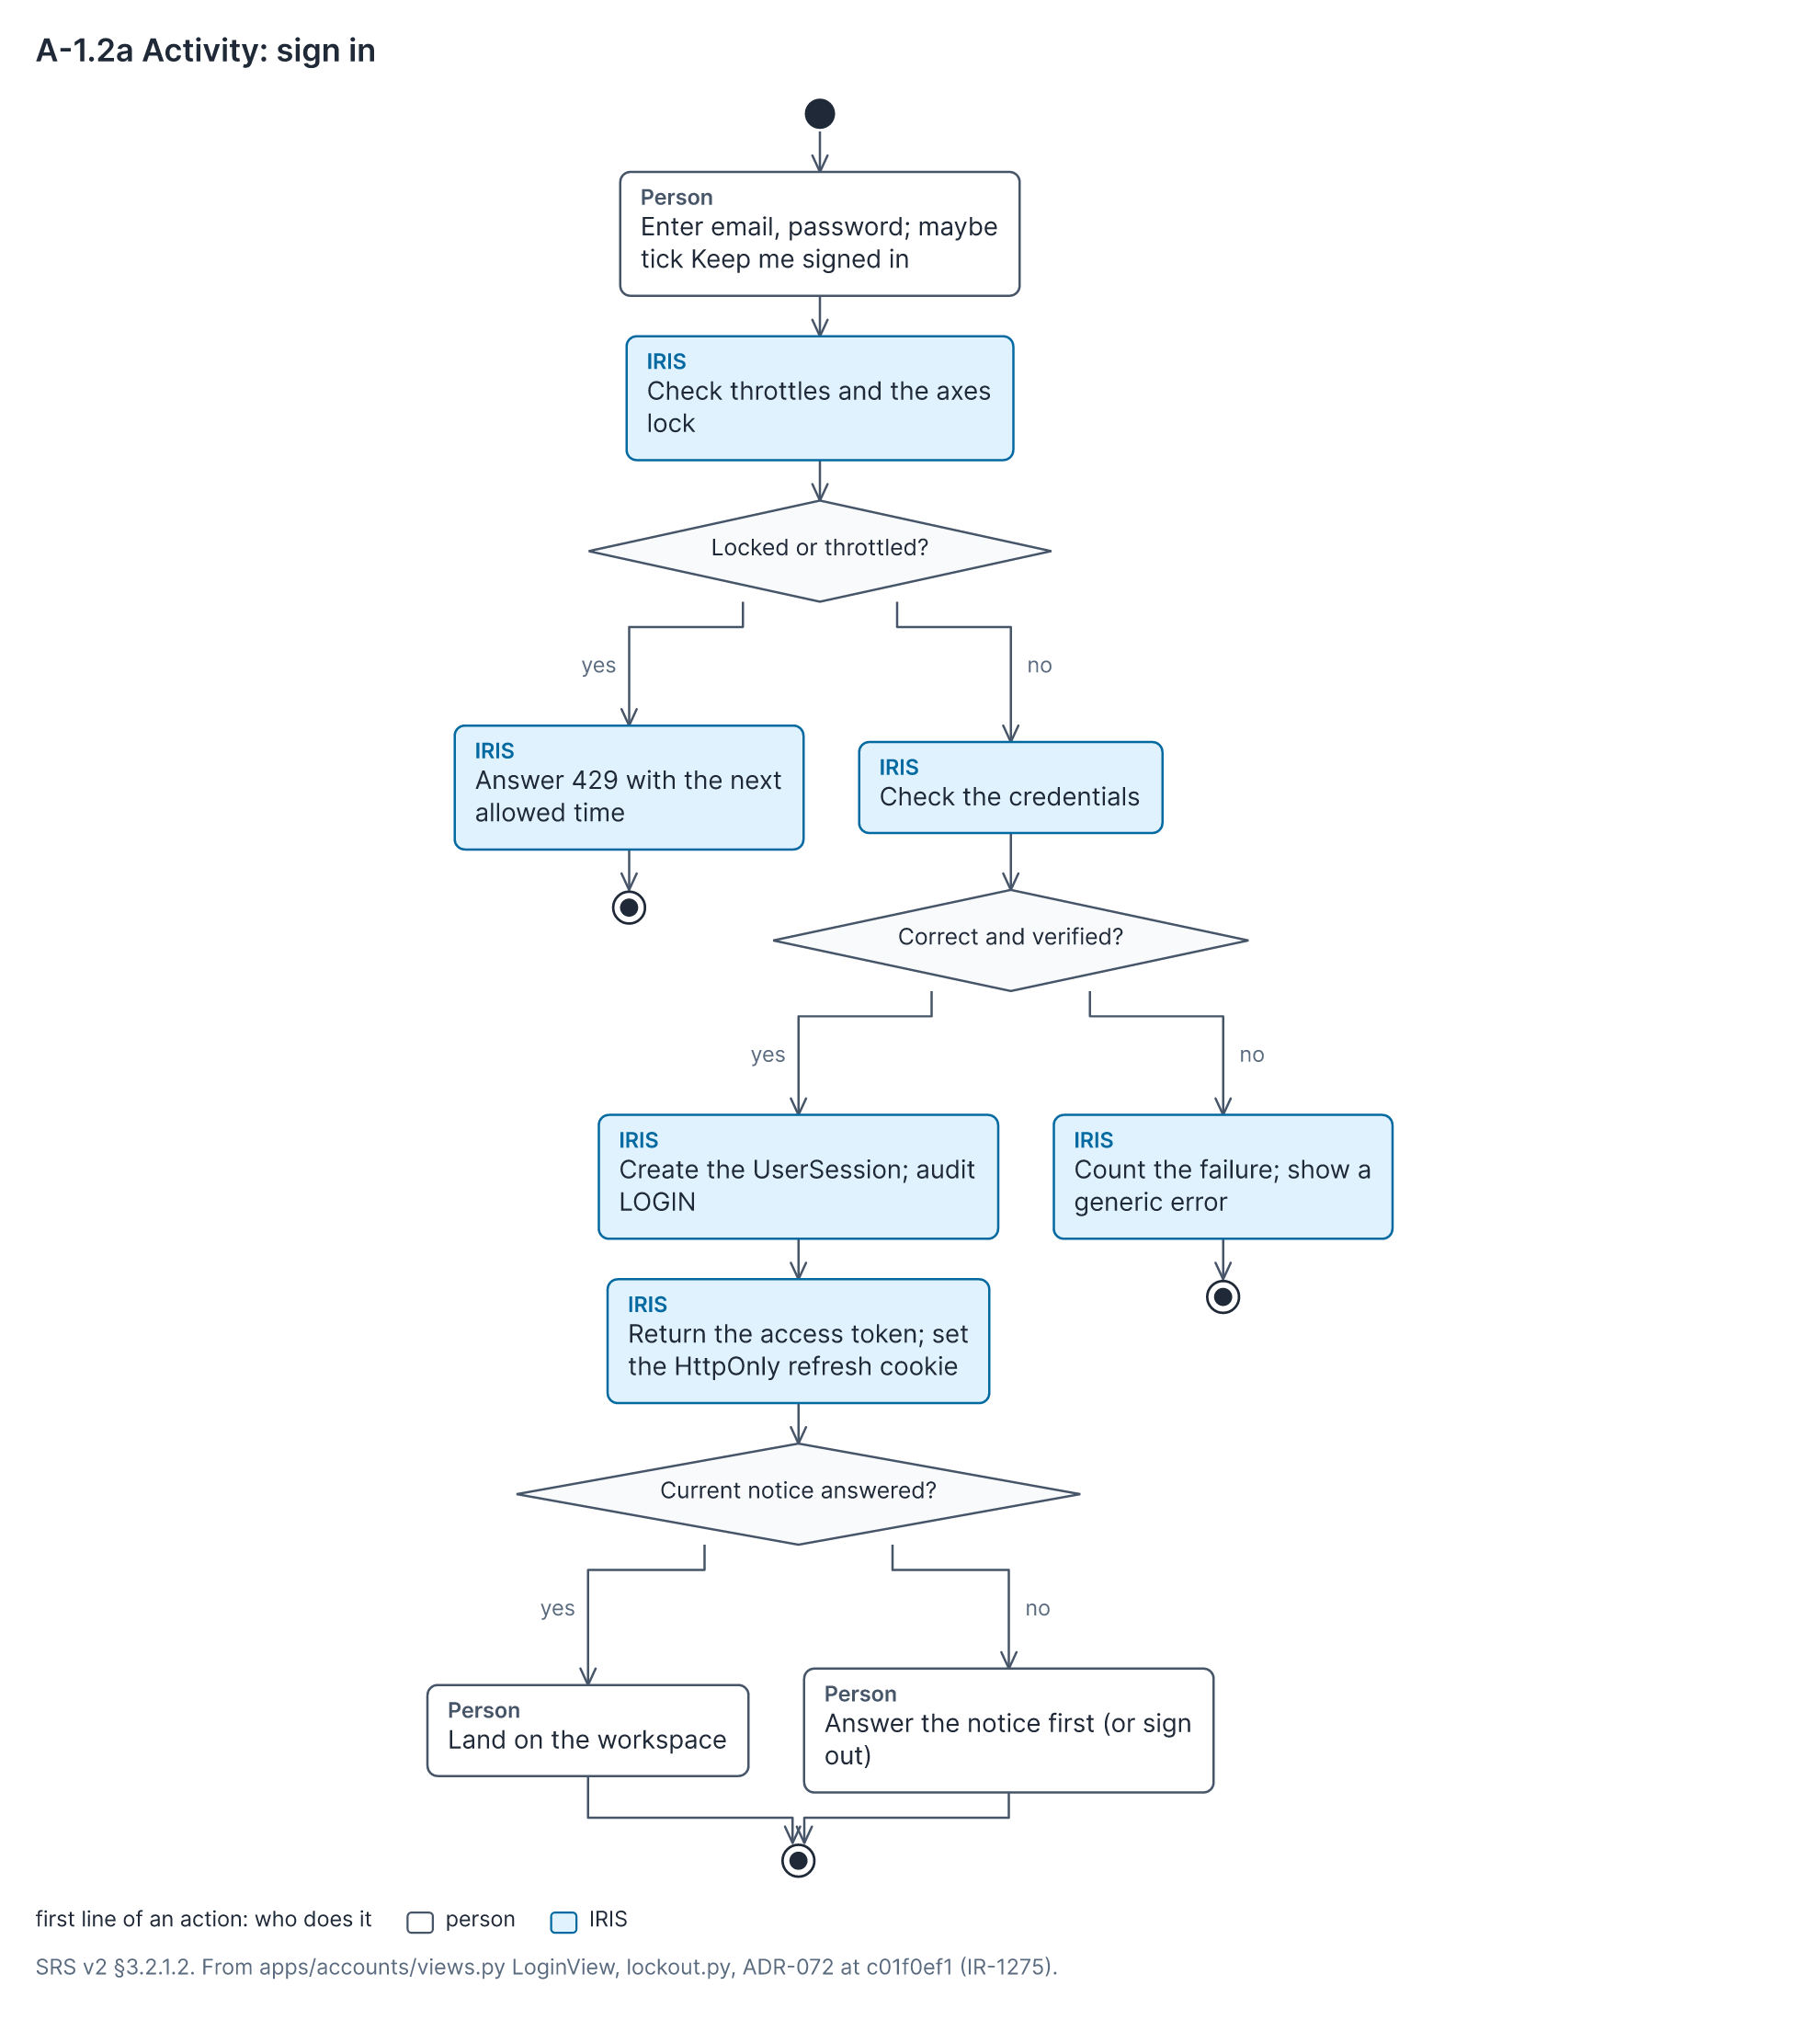 A-1.2a Activity: sign in
Person
Enter email, password; maybe
tick Keep me signed in
IRIS
Check throttles and the axes
lock
Locked or throttled?
yes
no
IRIS
Answer 429 with the next
allowed time
IRIS
Check the credentials
Correct and verified?
yes
no
IRIS
Create the UserSession; audit
LOGIN
IRIS
Count the failure; show a
generic error
IRIS
Return the access token; set
the HttpOnly refresh cookie
Current notice answered?
yes
no
Person
Land on the workspace
Person
Answer the notice first (or sign
out)
first line of an action: who does it person IRIS
SRS v2 §3.2.1.2. From apps/accounts/views.py LoginView, lockout.py, ADR-072 at c01f0ef1 (IR-1275).